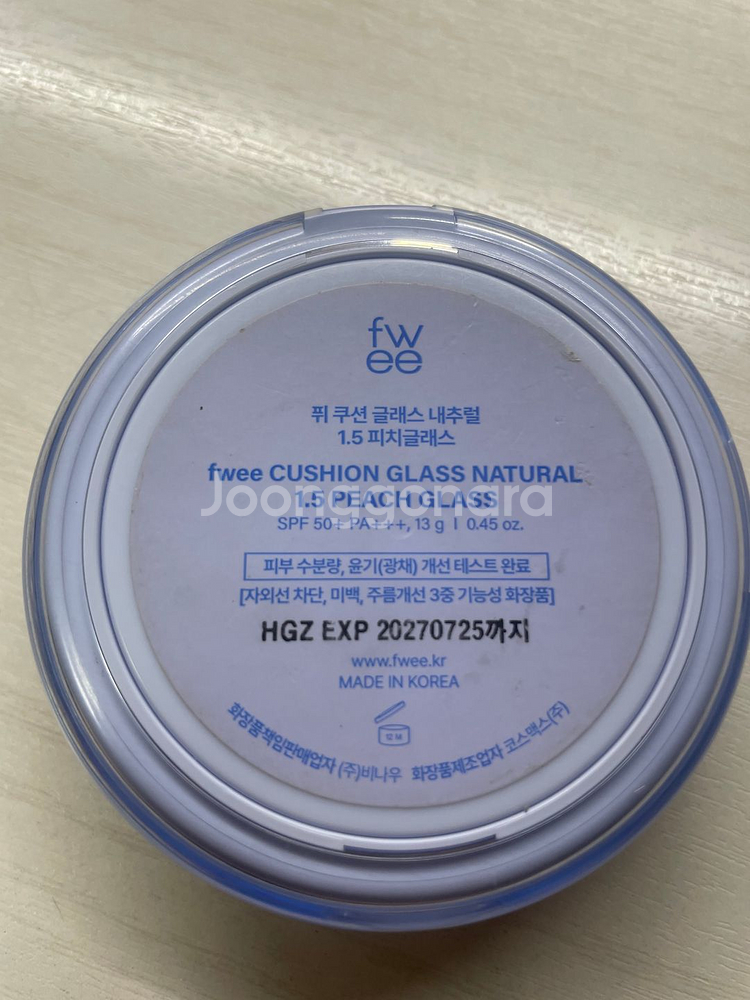 fw
ee
퓌 쿠션 글래스 내추럴
1.5 피치글래스
fwee CUSHION GLASS NATURAL
1.5 PEACH GLASS
Joonggonara
SPF 50+ PA+++, 13 g | 0.45 oz.
피부 수분량, 윤기(광채) 개선 테스트 완료
[자외선 차단, 미백, 주름개선 3중 기능성 화장품]
HGZ EXP 20270725까지
www.fwee.kr
MADE IN KOREA
12 M
화장품책임판매업자 (주)비나우 화장품제조업자 코스맥스(주)